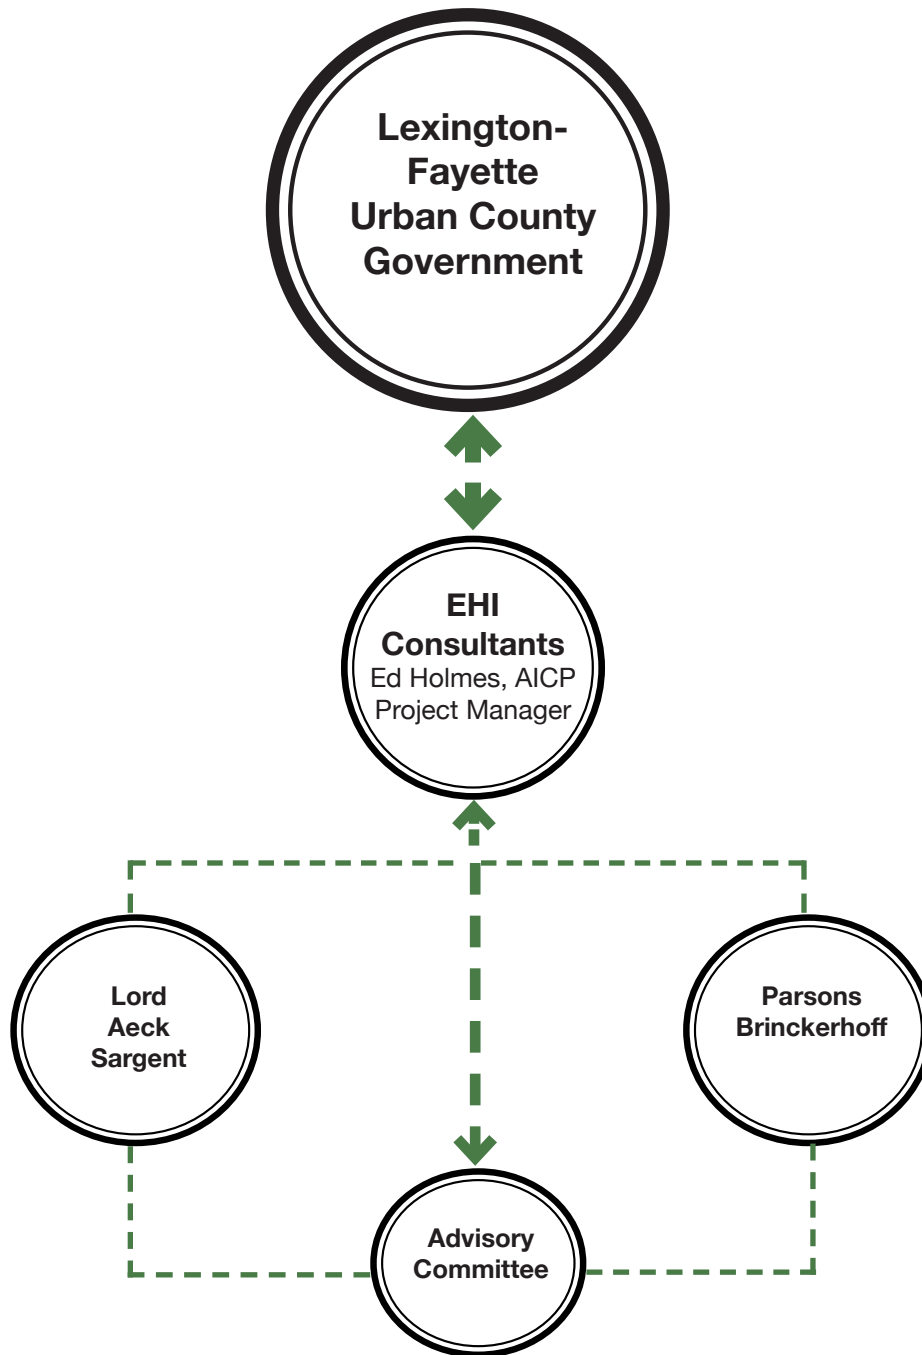 Lexington-
Fayette
Urban County
Government
EHI
Consultants
Ed Holmes, AICP
Project Manager
Lord
Aeck
Sargent
Parsons
Brinckerhoff
Advisory
Committee